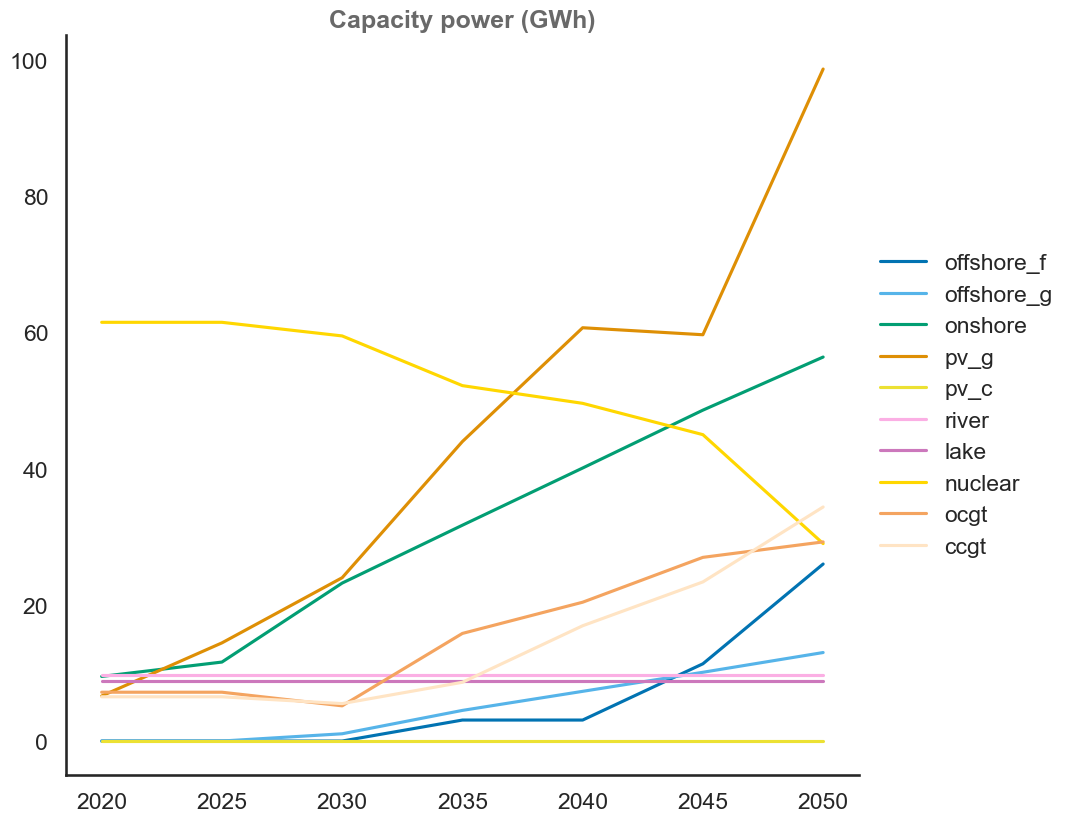 Capacity power (GWh)
100
80
60
40
20
0
2020 2025 2030 2035 2040 2045 2050
offshore_f
offshore_g
onshore
pv_g
pv_c
river
lake
nuclear
ocgt
ccgt